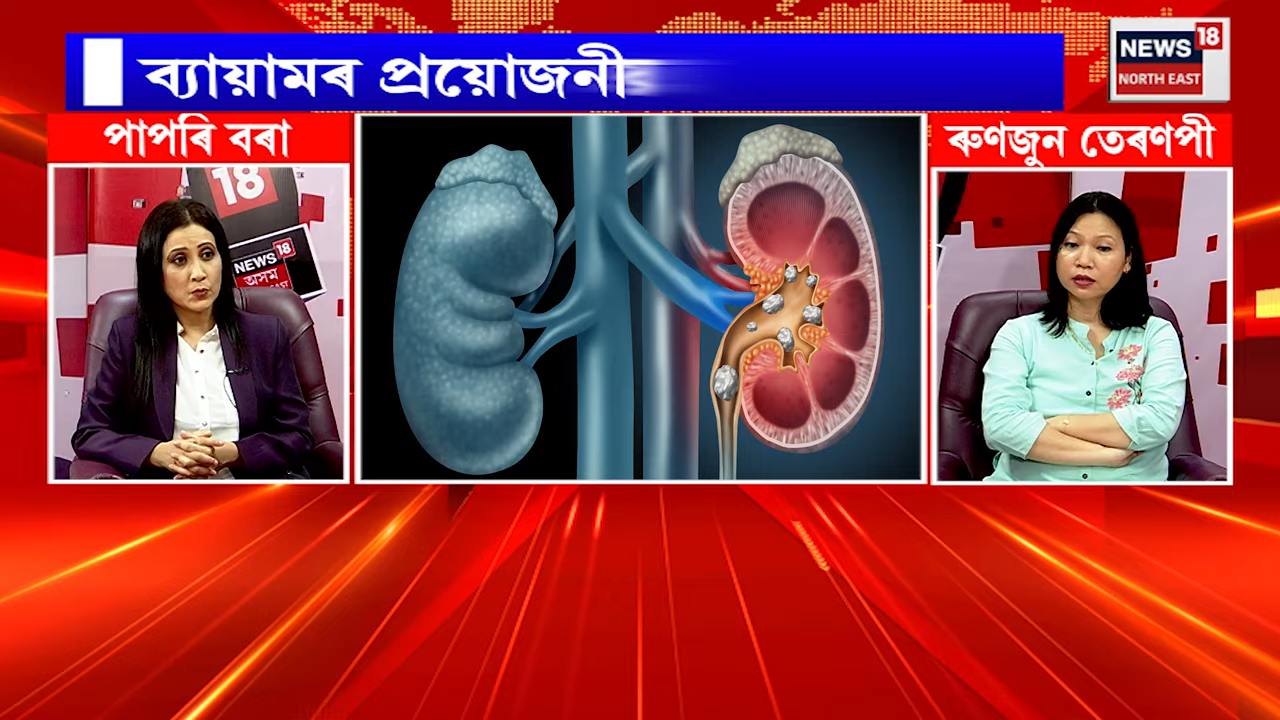 ব্যায়ামৰ প্ৰয়োজনী
NEWS 18
NORTH EAST
পাপৰি বৰা
ৰুণজুন তেৰণপী
18
NEWS 18
অসম